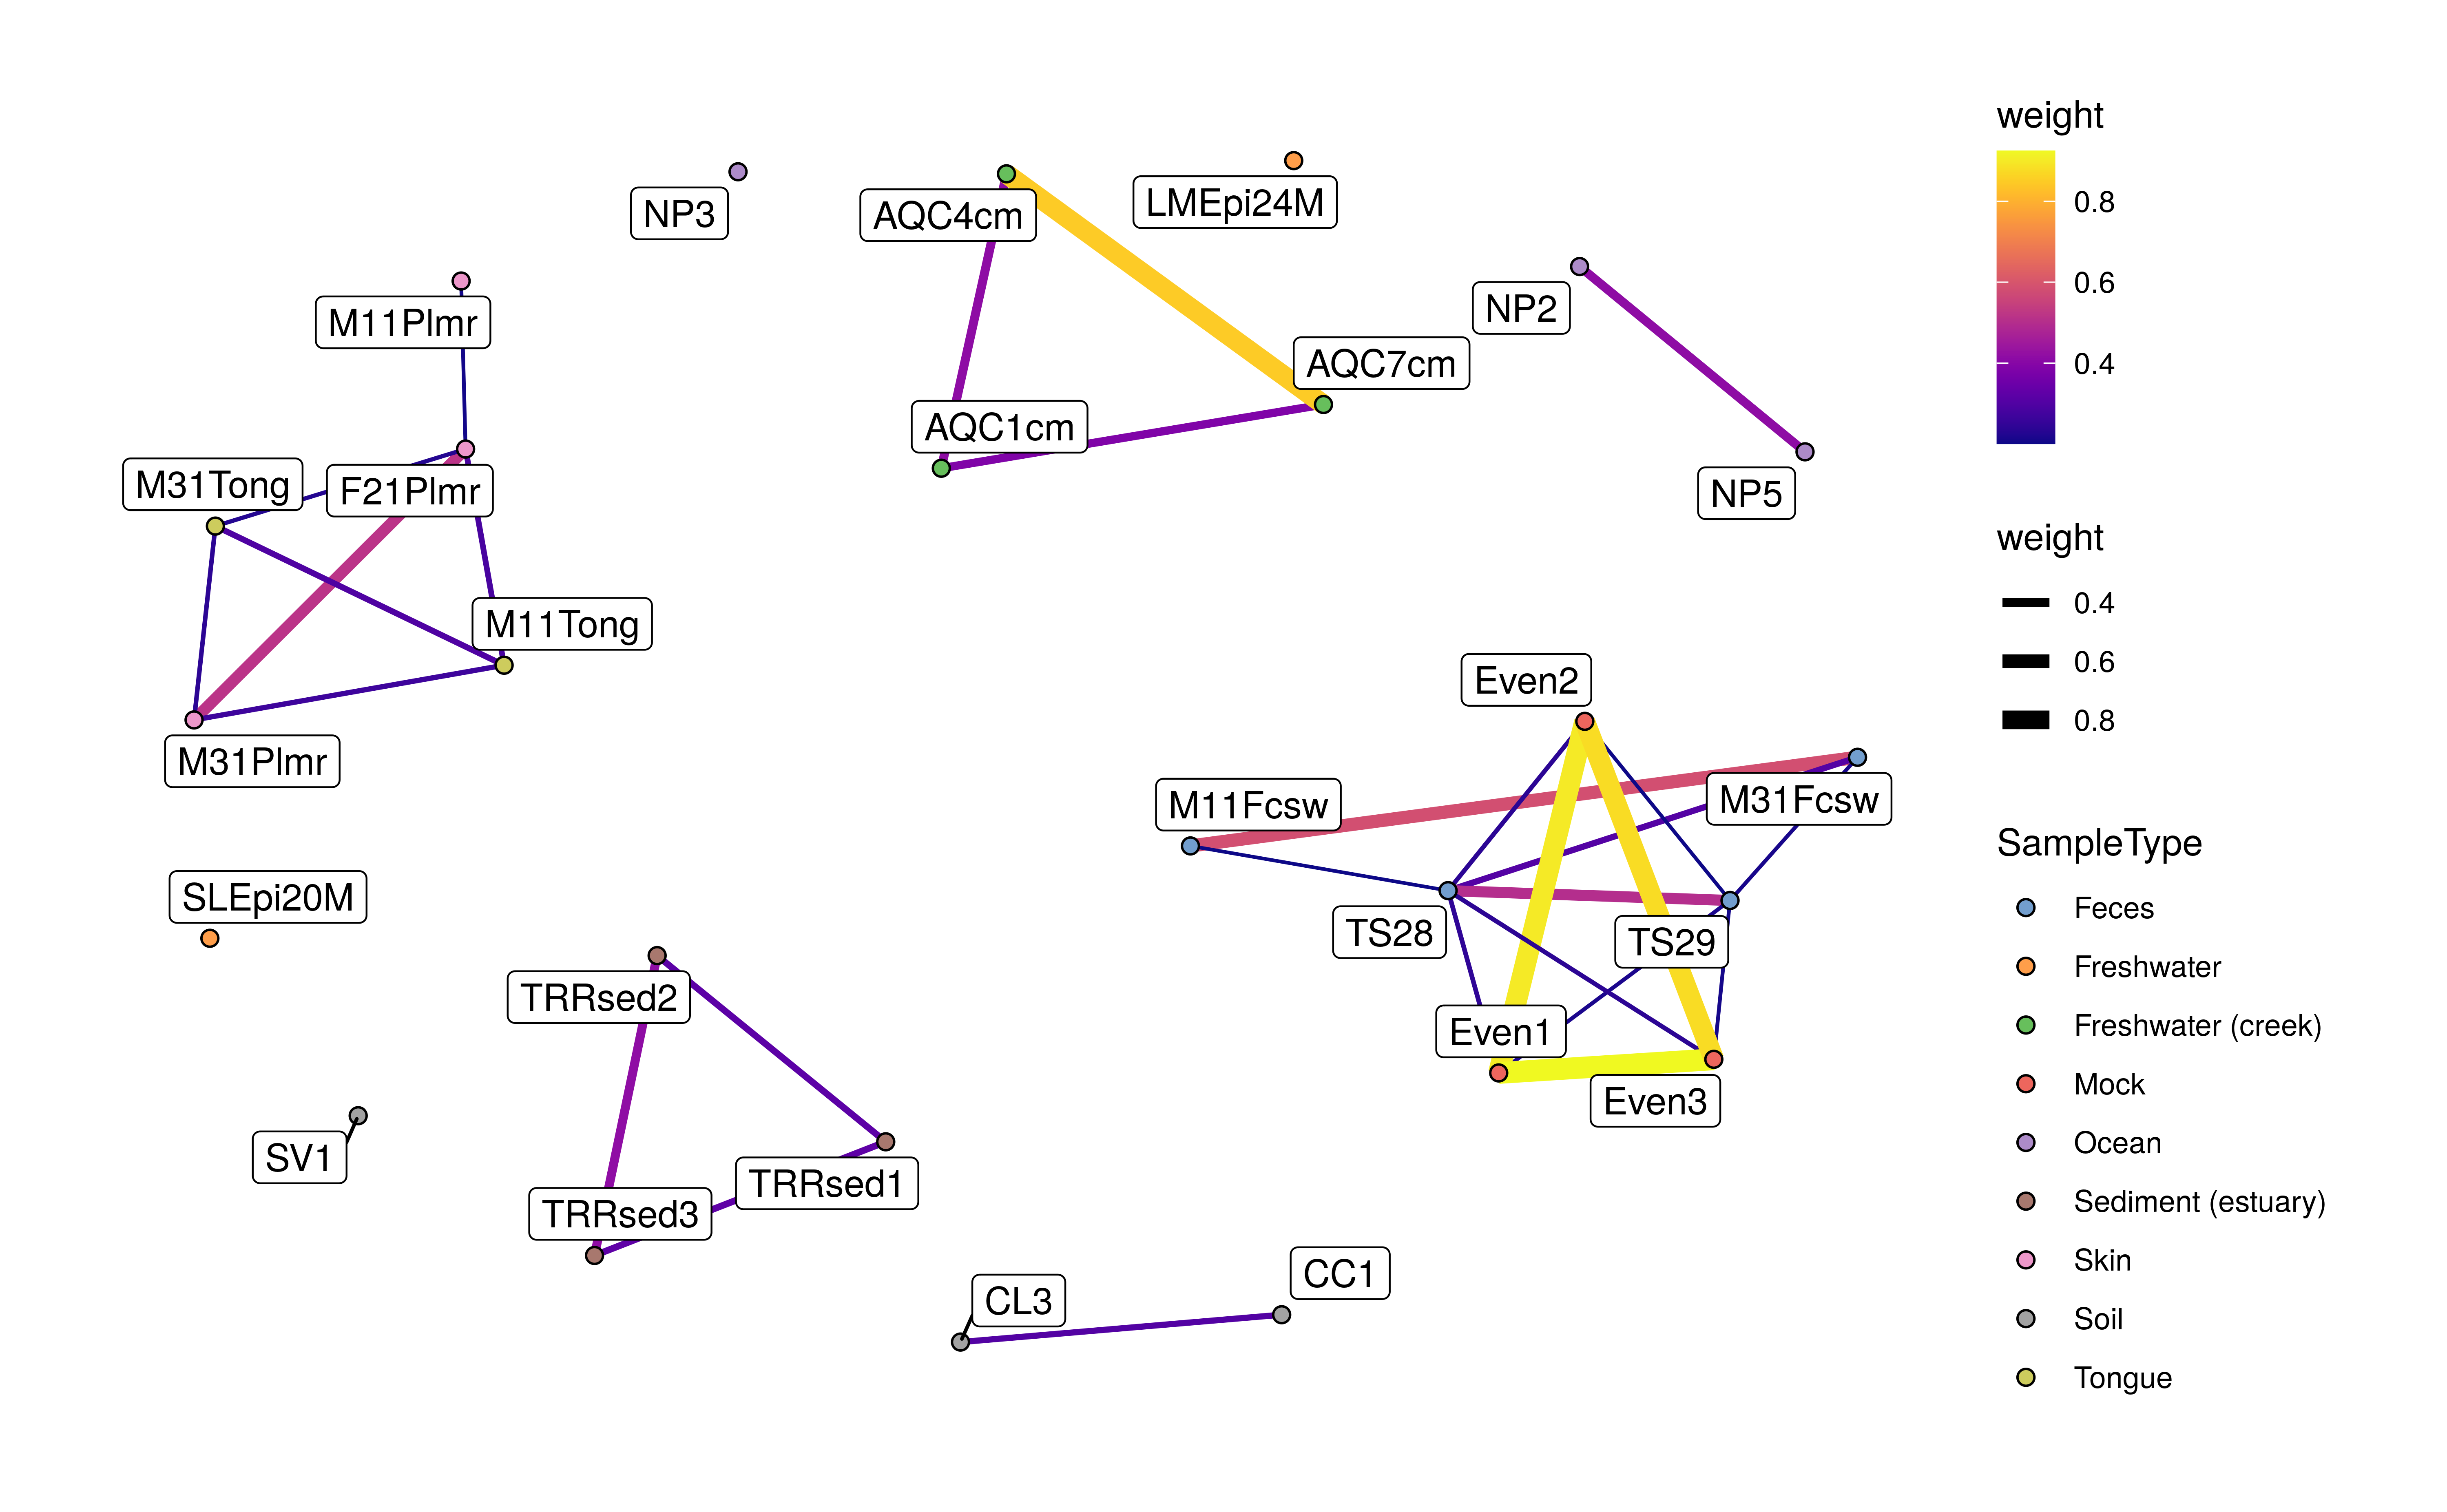 NP3
AQC4cm
LMEpi24M
NP2
M11Plmr
AQC7cm
AQC1cm
M31Tong
F21Plmr
NP5
M11Tong
M31Plmr
Even2
M11Fcsw
M31Fcsw
SLEpi20M
TS28
TS29
TRRsed2
Even1
Even3
SV1
TRRsed1
TRRsed3
CC1
CL3
weight
0.8
0.6
0.4
weight
0.4
0.6
0.8
SampleType
Feces
Freshwater
Freshwater (creek)
Mock
Ocean
Sediment (estuary)
Skin
Soil
Tongue